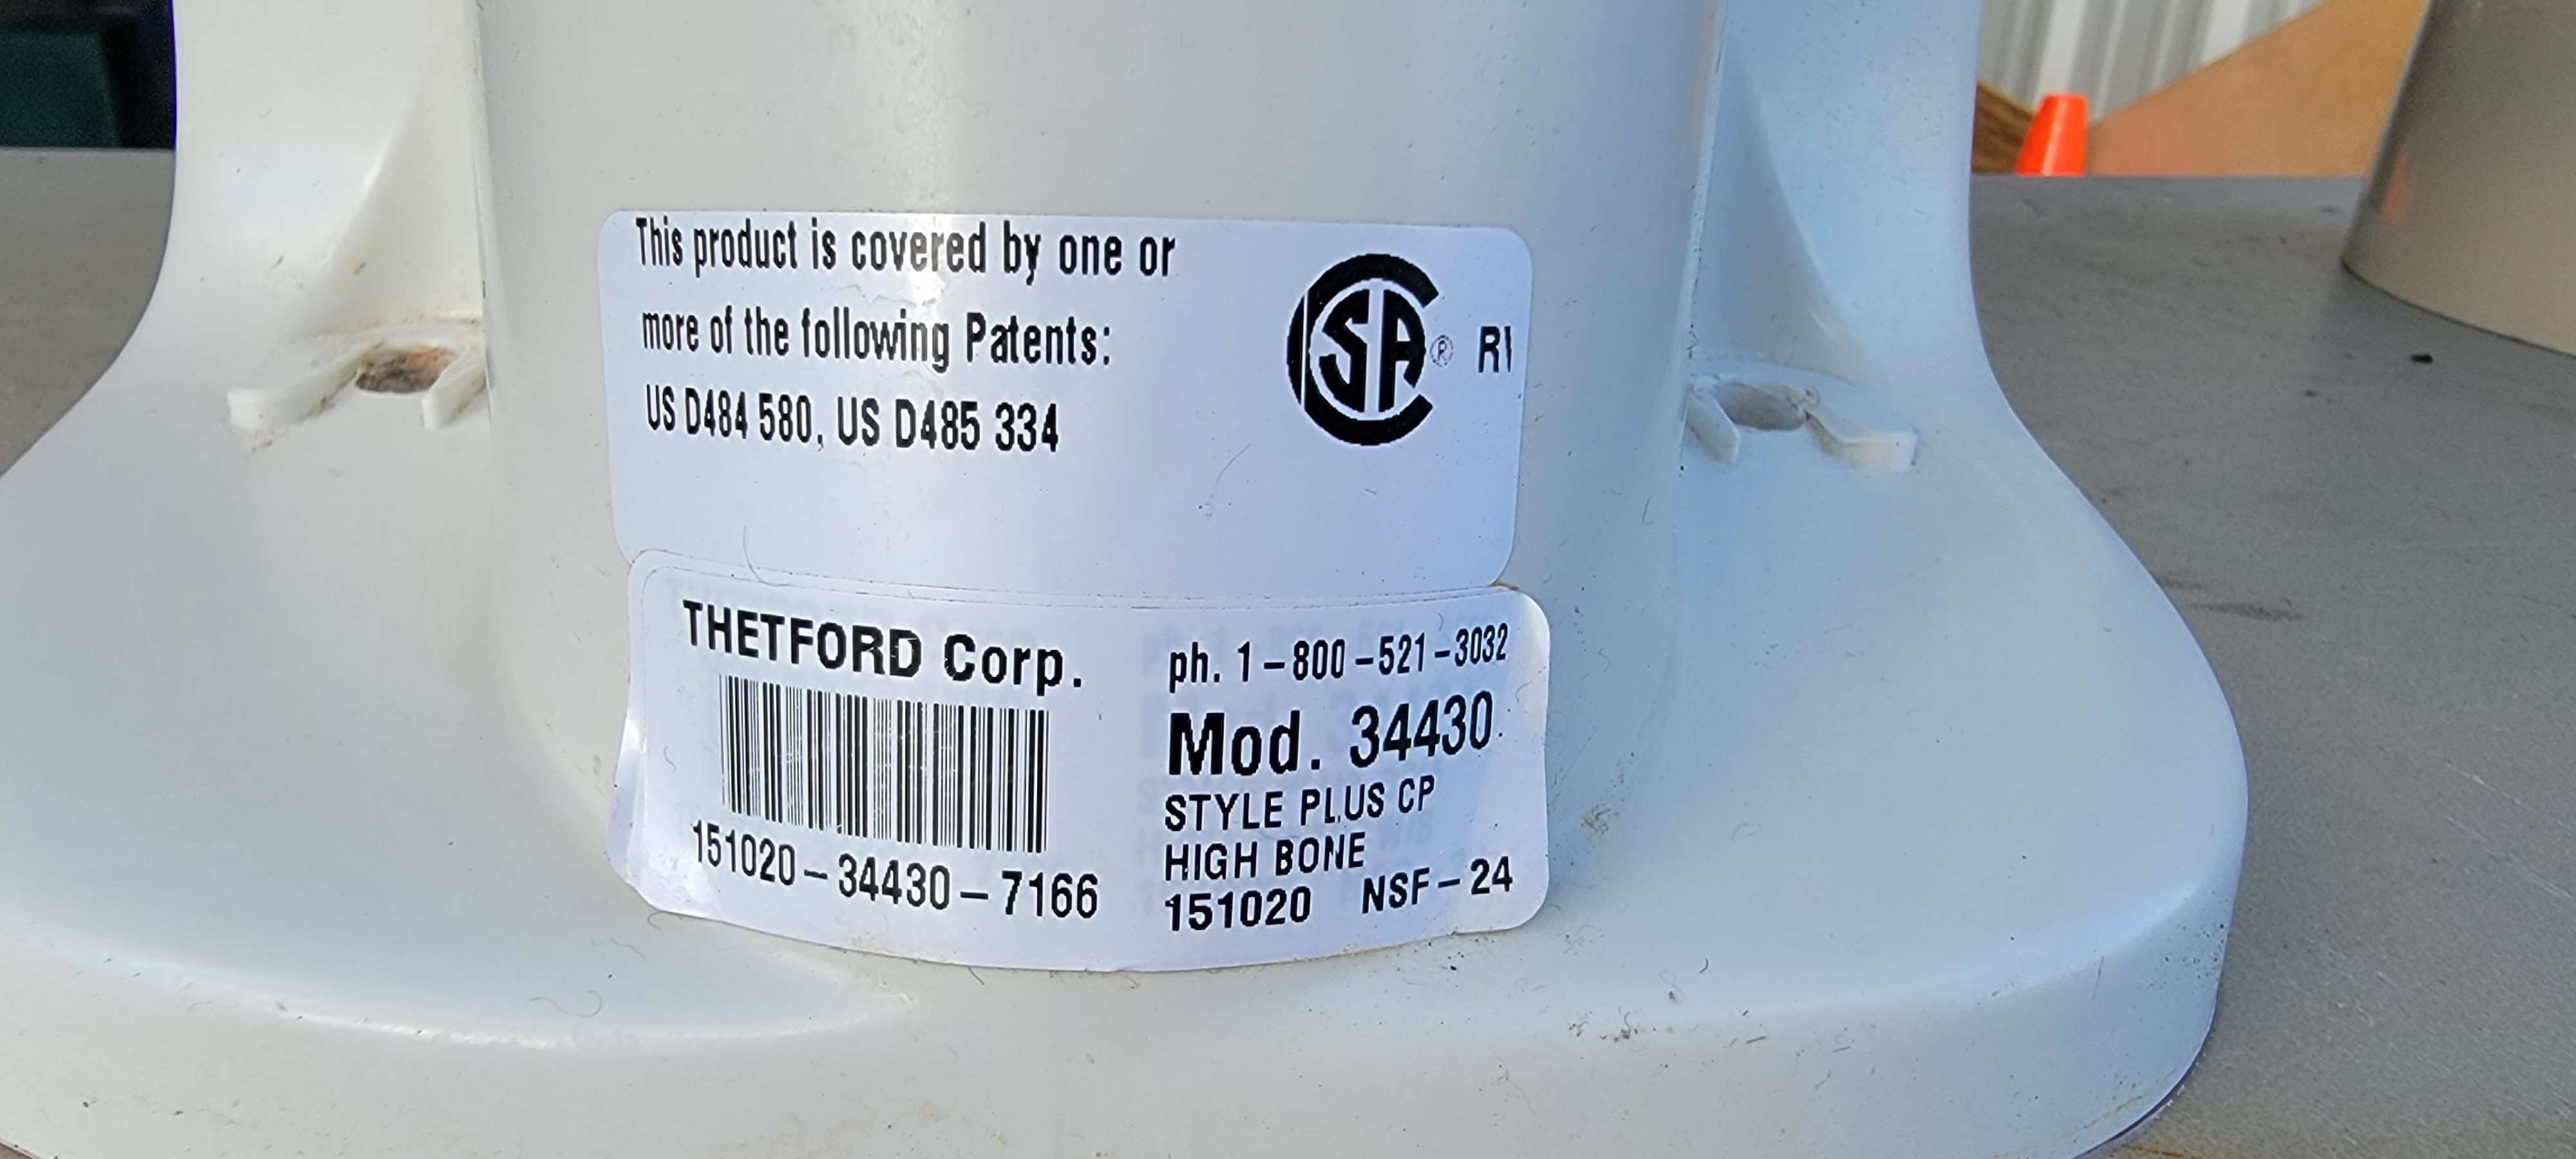 This product is covered by one or
more of the following Patents:
US D484 580, US D485 334
CSA ® RV
THETFORD Corp.
151020-34430-7166
ph. 1-800-521-3032
Mod. 34430
STYLE PLUS CP
HIGH BONE
151020 NSF-24